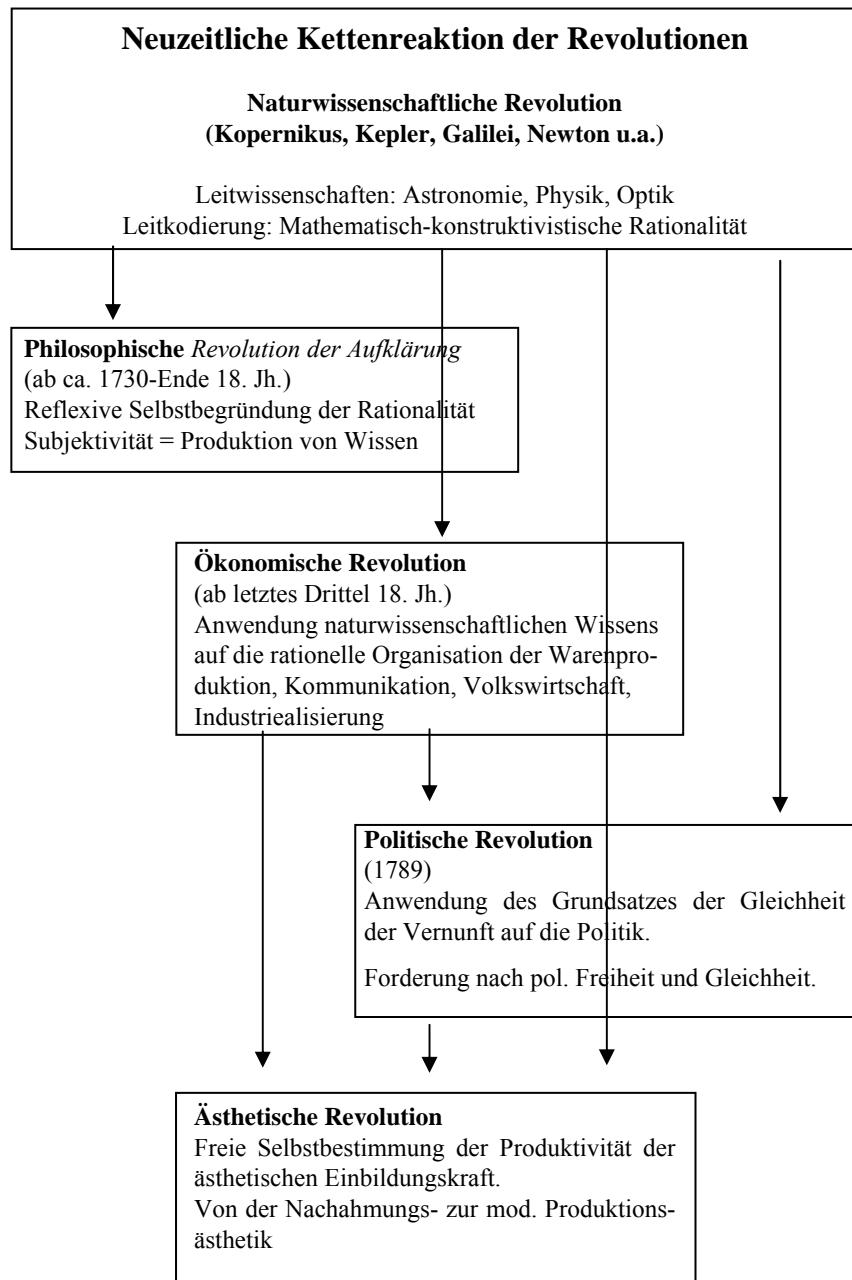 Neuzeitliche Kettenreaktion der Revolutionen
Naturwissenschaftliche Revolution
(Kopernikus, Kepler, Galilei, Newton u.a.)
Leitwissenschaften: Astronomie, Physik, Optik
Leitkodierung: Mathematisch-konstruktivistische Rationalität
Philosophische Revolution der Aufklärung
(ab ca. 1730-Ende 18. Jh.)
Reflexive Selbstbegründung der Rationalität
Subjektivität = Produktion von Wissen
Ökonomische Revolution
(ab letztes Drittel 18. Jh.)
Anwendung naturwissenschaftlichen Wissens
auf die rationelle Organisation der Warenpro-
duktion, Kommunikation, Volkswirtschaft,
Industriealisierung
Politische Revolution
(1789)
Anwendung des Grundsatzes der Gleichheit
der Vernunft auf die Politik.
Forderung nach pol. Freiheit und Gleichheit.
Ästhetische Revolution
Freie Selbstbestimmung der Produktivität der
ästhetischen Einbildungskraft.
Von der Nachahmungs- zur mod. Produktions-
ästhetik